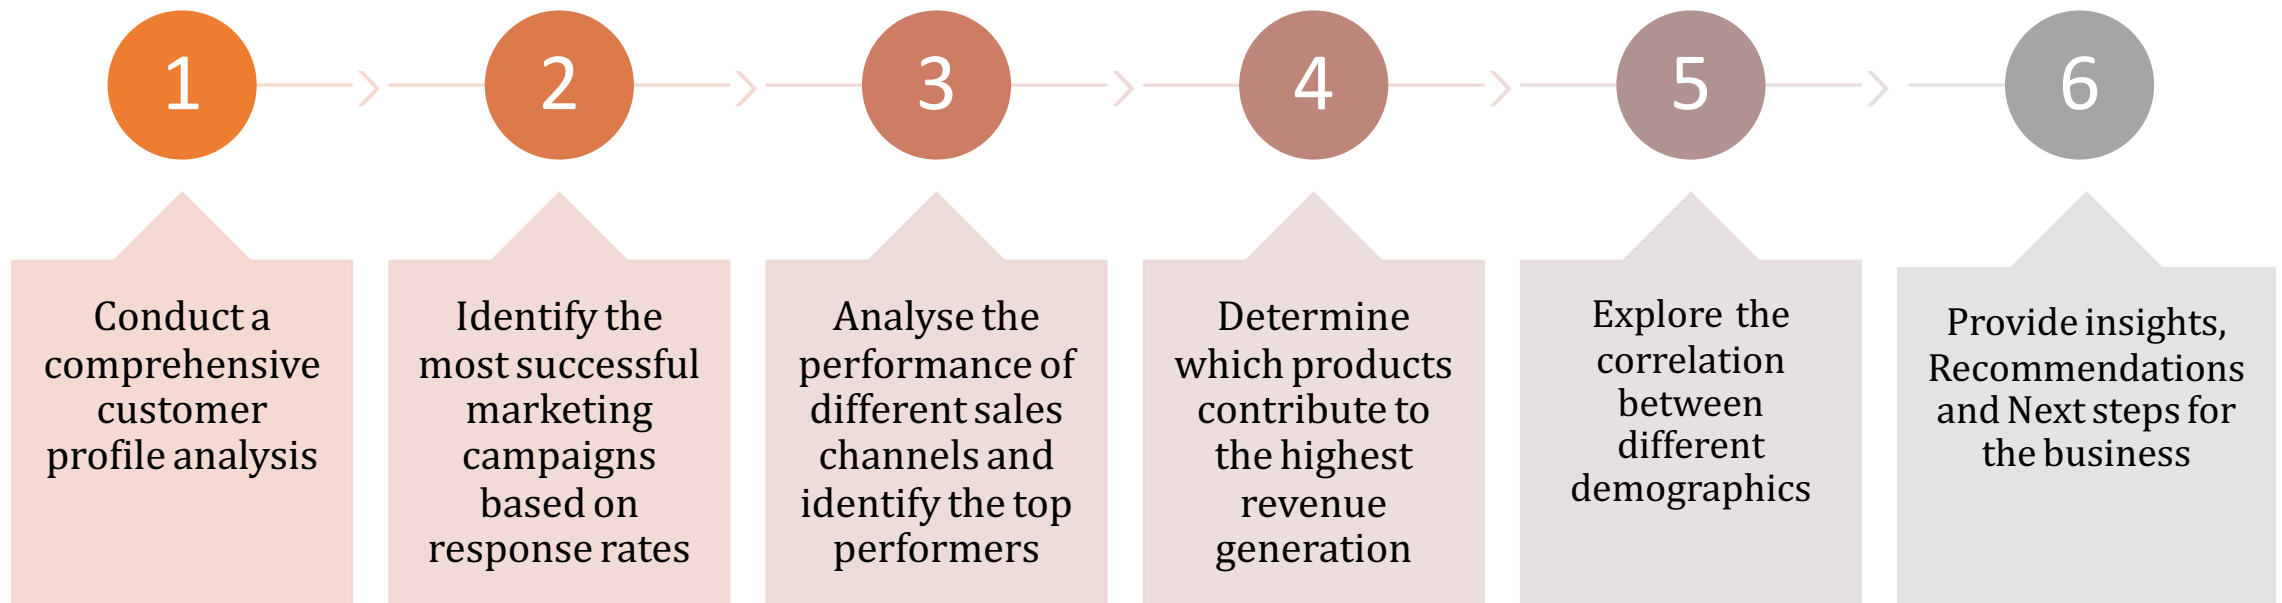 1
2
3
4
5
6
Conduct a
comprehensive
customer
profile analysis
Identify the
most successful
marketing
campaigns
based on
response rates
Analyse the
performance of
different sales
channels and
identify the top
performers
Determine
which products
contribute to
the highest
revenue
generation
Explore the
correlation
between
different
demographics
Provide insights,
Recommendations
and Next steps for
the business